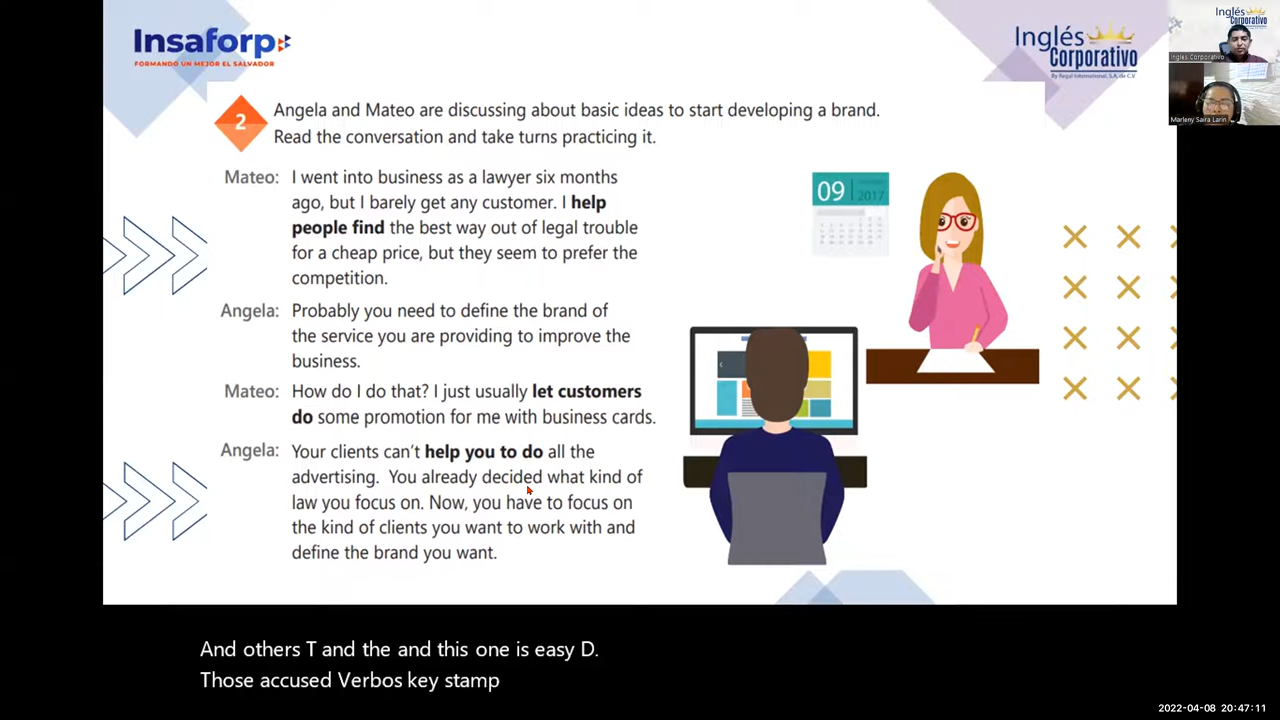 Insaforp
FORMANDO UN MEJOR EL SALVADOR
Inglés
Corporativo
By Regal International, S.A. de C.V.
Inglés
Corporativo
Inglés Corporativo
Marleny Saira Larin
2
Angela and Mateo are discussing about basic ideas to start developing a brand.
Read the conversation and take turns practicing it.
Mateo: I went into business as a lawyer six months
ago, but I barely get any customer. I help
people find the best way out of legal trouble
for a cheap price, but they seem to prefer the
competition.
Angela: Probably you need to define the brand of
the service you are providing to improve the
business.
Mateo: How do I do that? I just usually let customers
do some promotion for me with business cards.
Angela: Your clients can't help you to do all the
advertising. You already decided what kind of
law you focus on. Now, you have to focus on
the kind of clients you want to work with and
define the brand you want.
09
2017
And others T and the and this one is easy D.
Those accused Verbos key stamp
2022-04-08 20:47:11